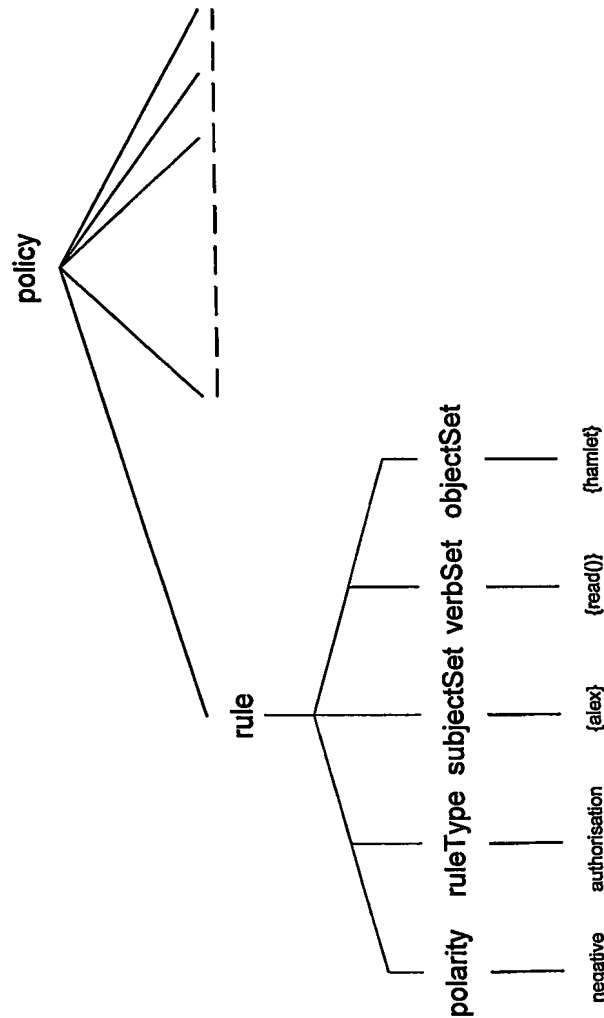 policy
rule
polarity ruleType subjectSet verbSet objectSet
negative authorisation {alex} {read()} {hamlet}